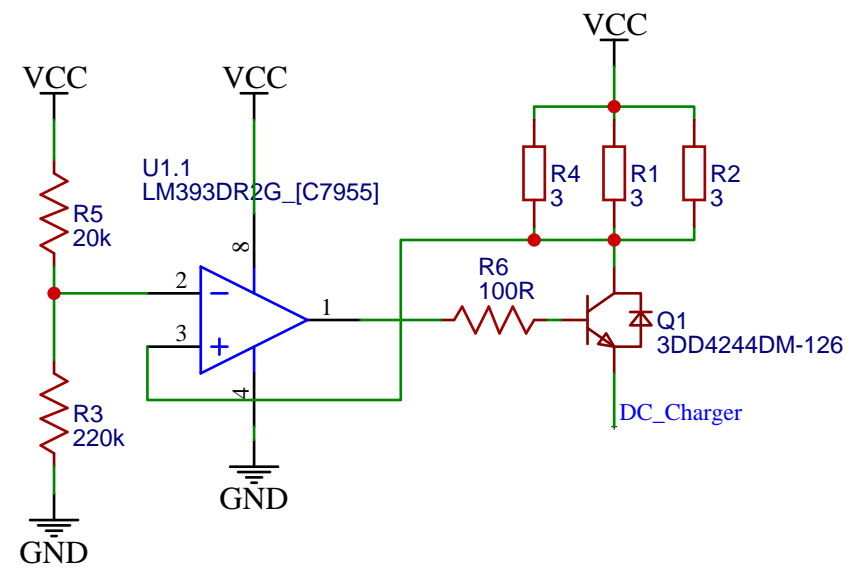 VCC
VCC
VCC
U1.1
LM393DR2G_[C7955]
R5
20k
R4
3
R1
3
R2
3
8
2
3
1
4
R6
100R
Q1
3DD4244DM-126
R3
220k
DC_Charger
GND
GND